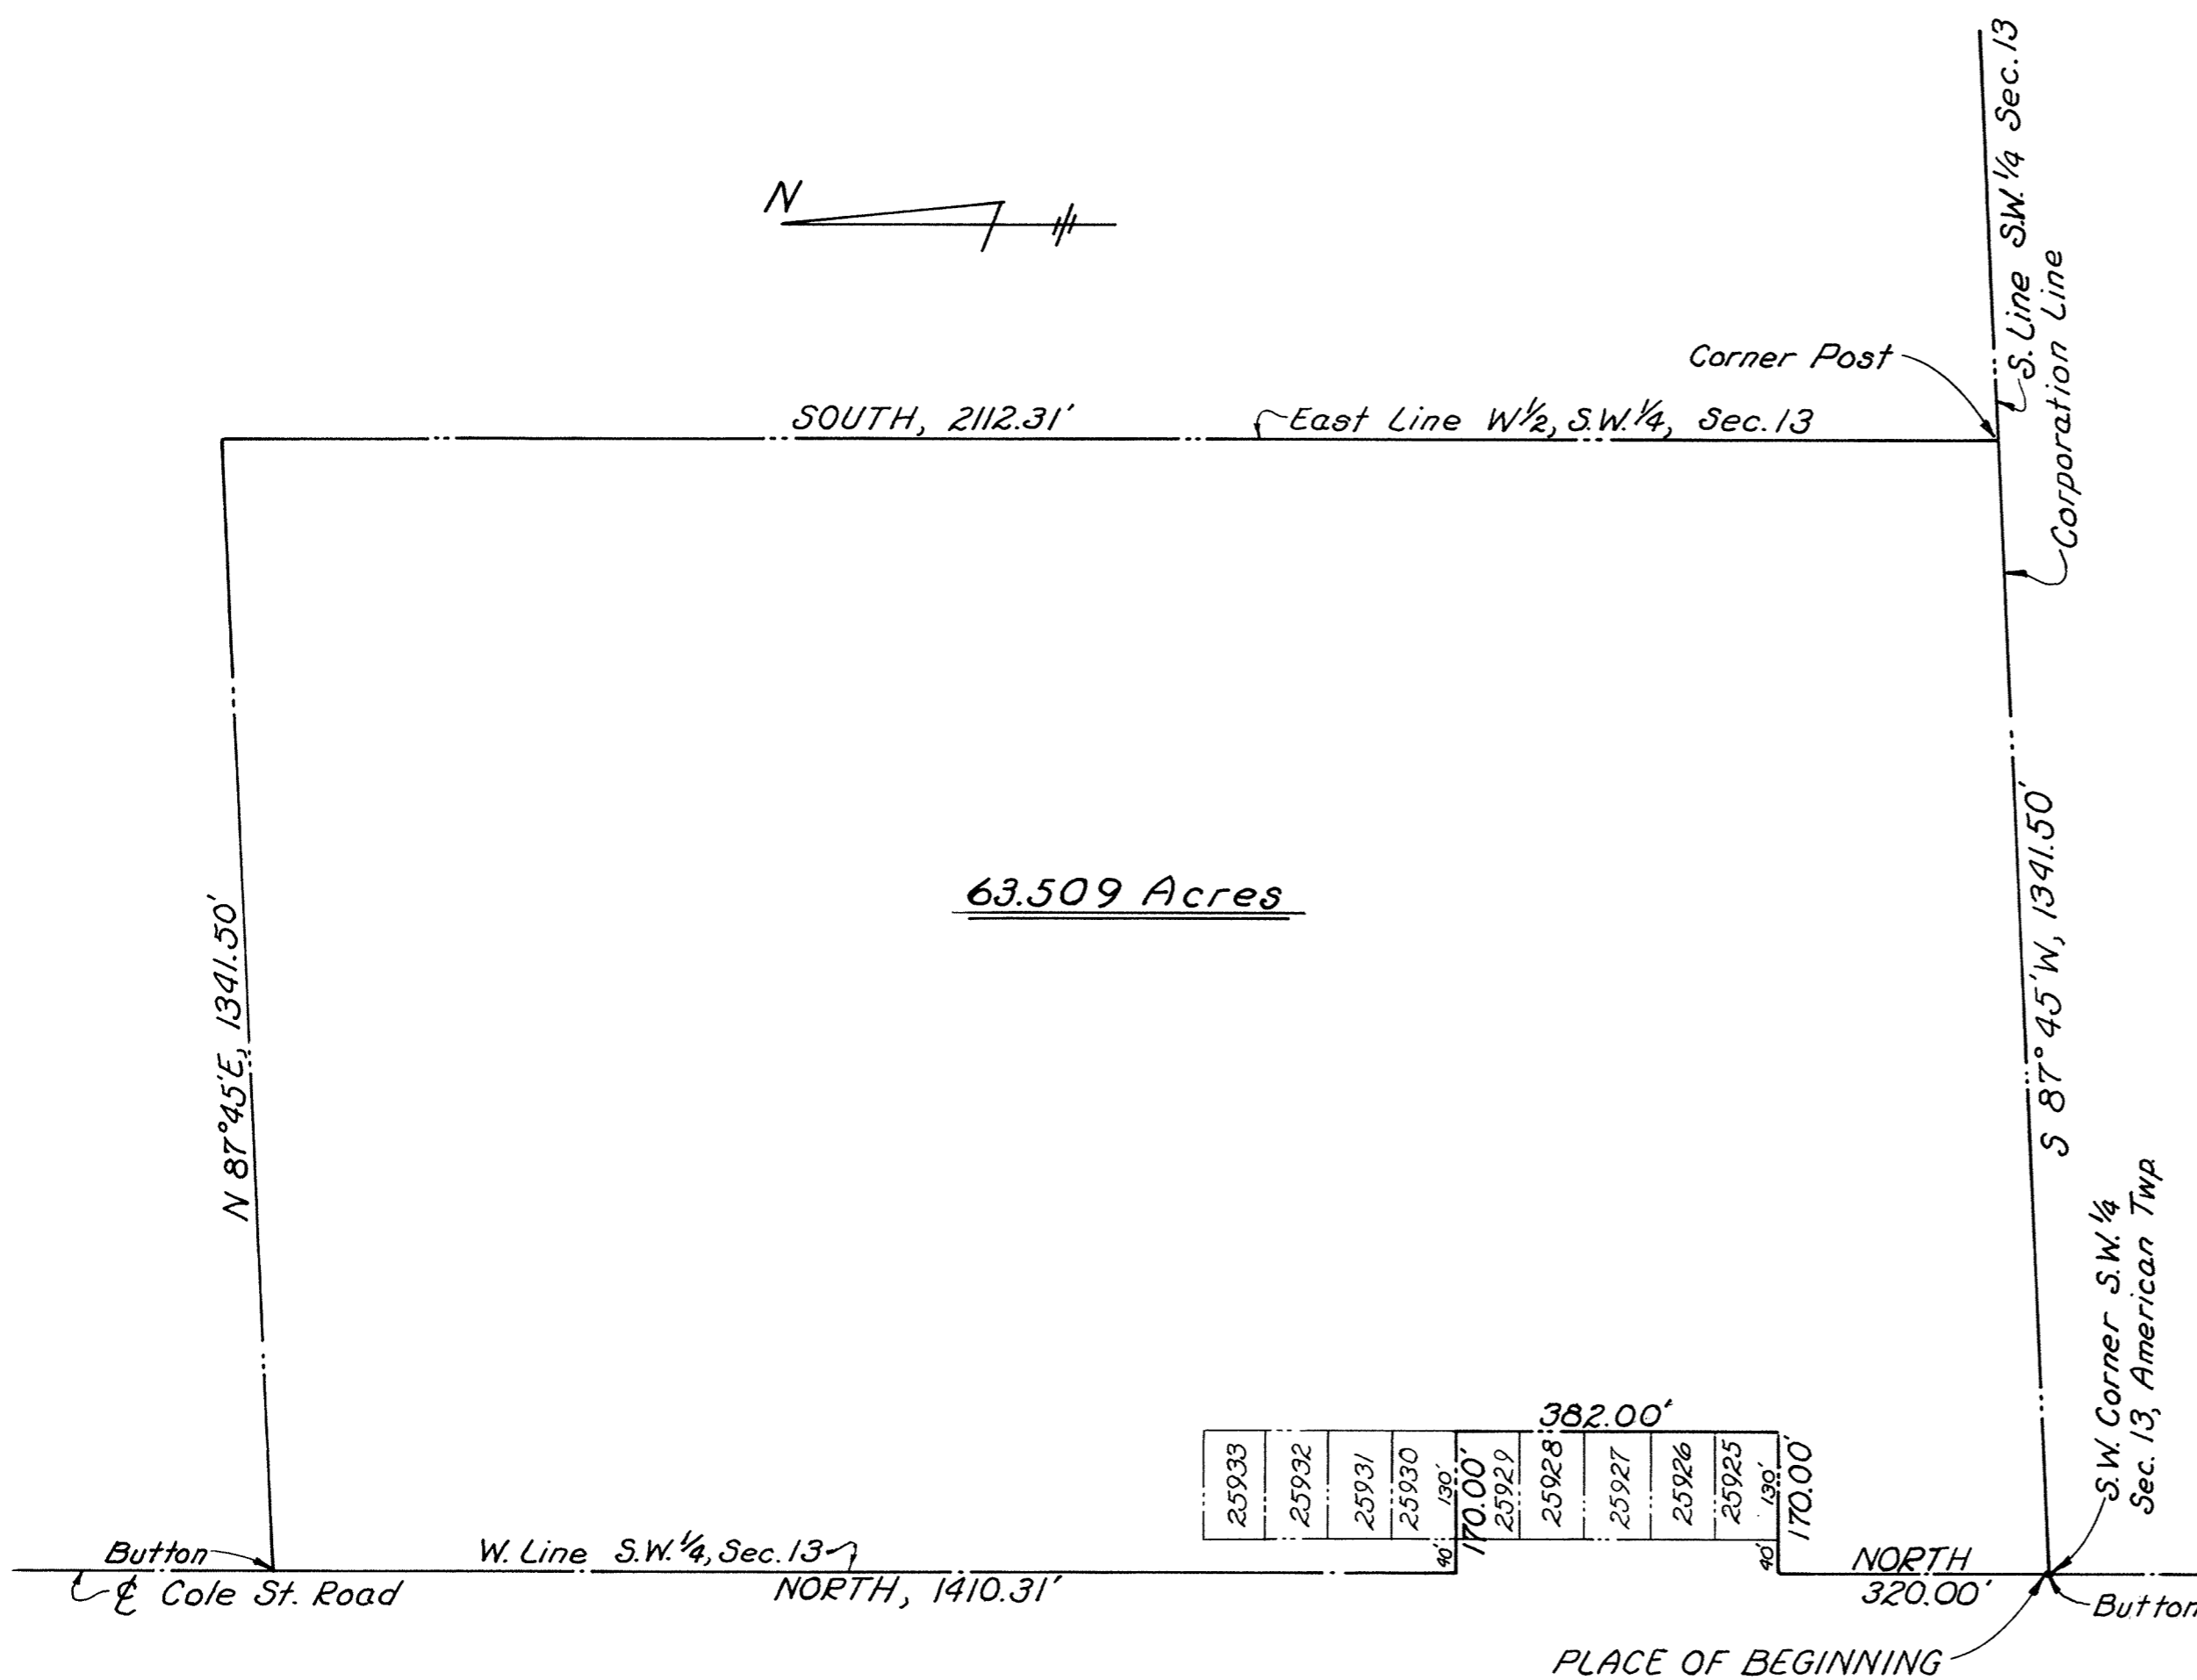 N
S. Line S.W. 1/4 Sec. 13
Corporation Line
Corner Post
SOUTH, 2112.31'
East Line W 1/2, S.W. 1/4, Sec. 13
63.509 Acres
N 87°45'E, 1341.50'
S 87° 45' W, 1341.50'
S.W. Corner S.W. 1/4
Sec. 13, American Twp.
382.00'
25933
25932
25931
25930
130'
170.00'
25929
25928
25927
25926
25925
130'
170.00'
40'
40'
Button
W. Line S.W. 1/4, Sec. 13
NORTH
℄ Cole St. Road
NORTH, 1410.31'
320.00'
Button
PLACE OF BEGINNING